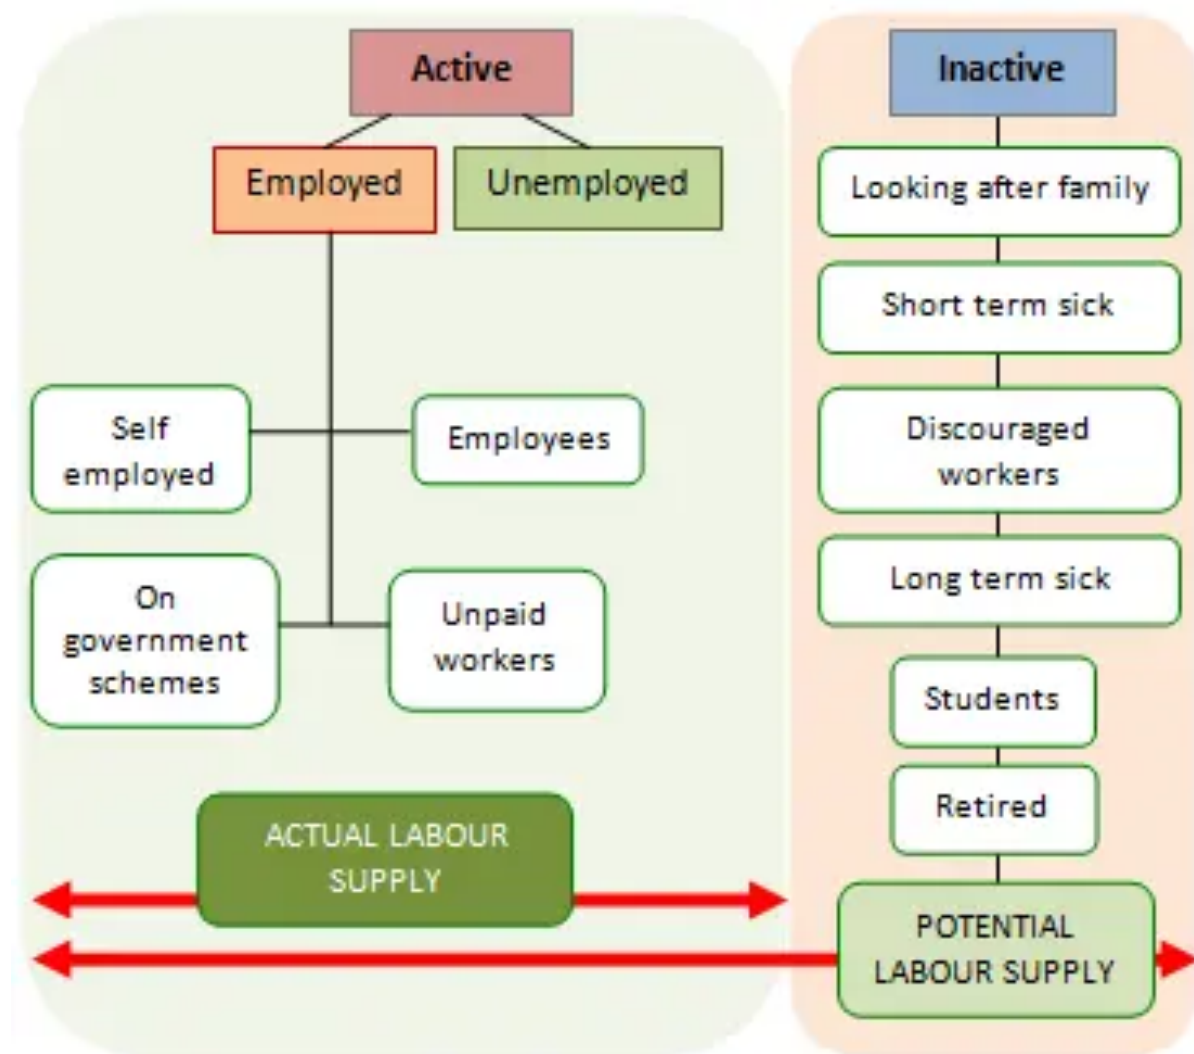 Active
Employed
Unemployed
Self
employed
Employees
On
government
schemes
Unpaid
workers
ACTUAL LABOUR
SUPPLY
Inactive
Looking after family
Short term sick
Discouraged
workers
Long term sick
Students
Retired
POTENTIAL
LABOUR SUPPLY